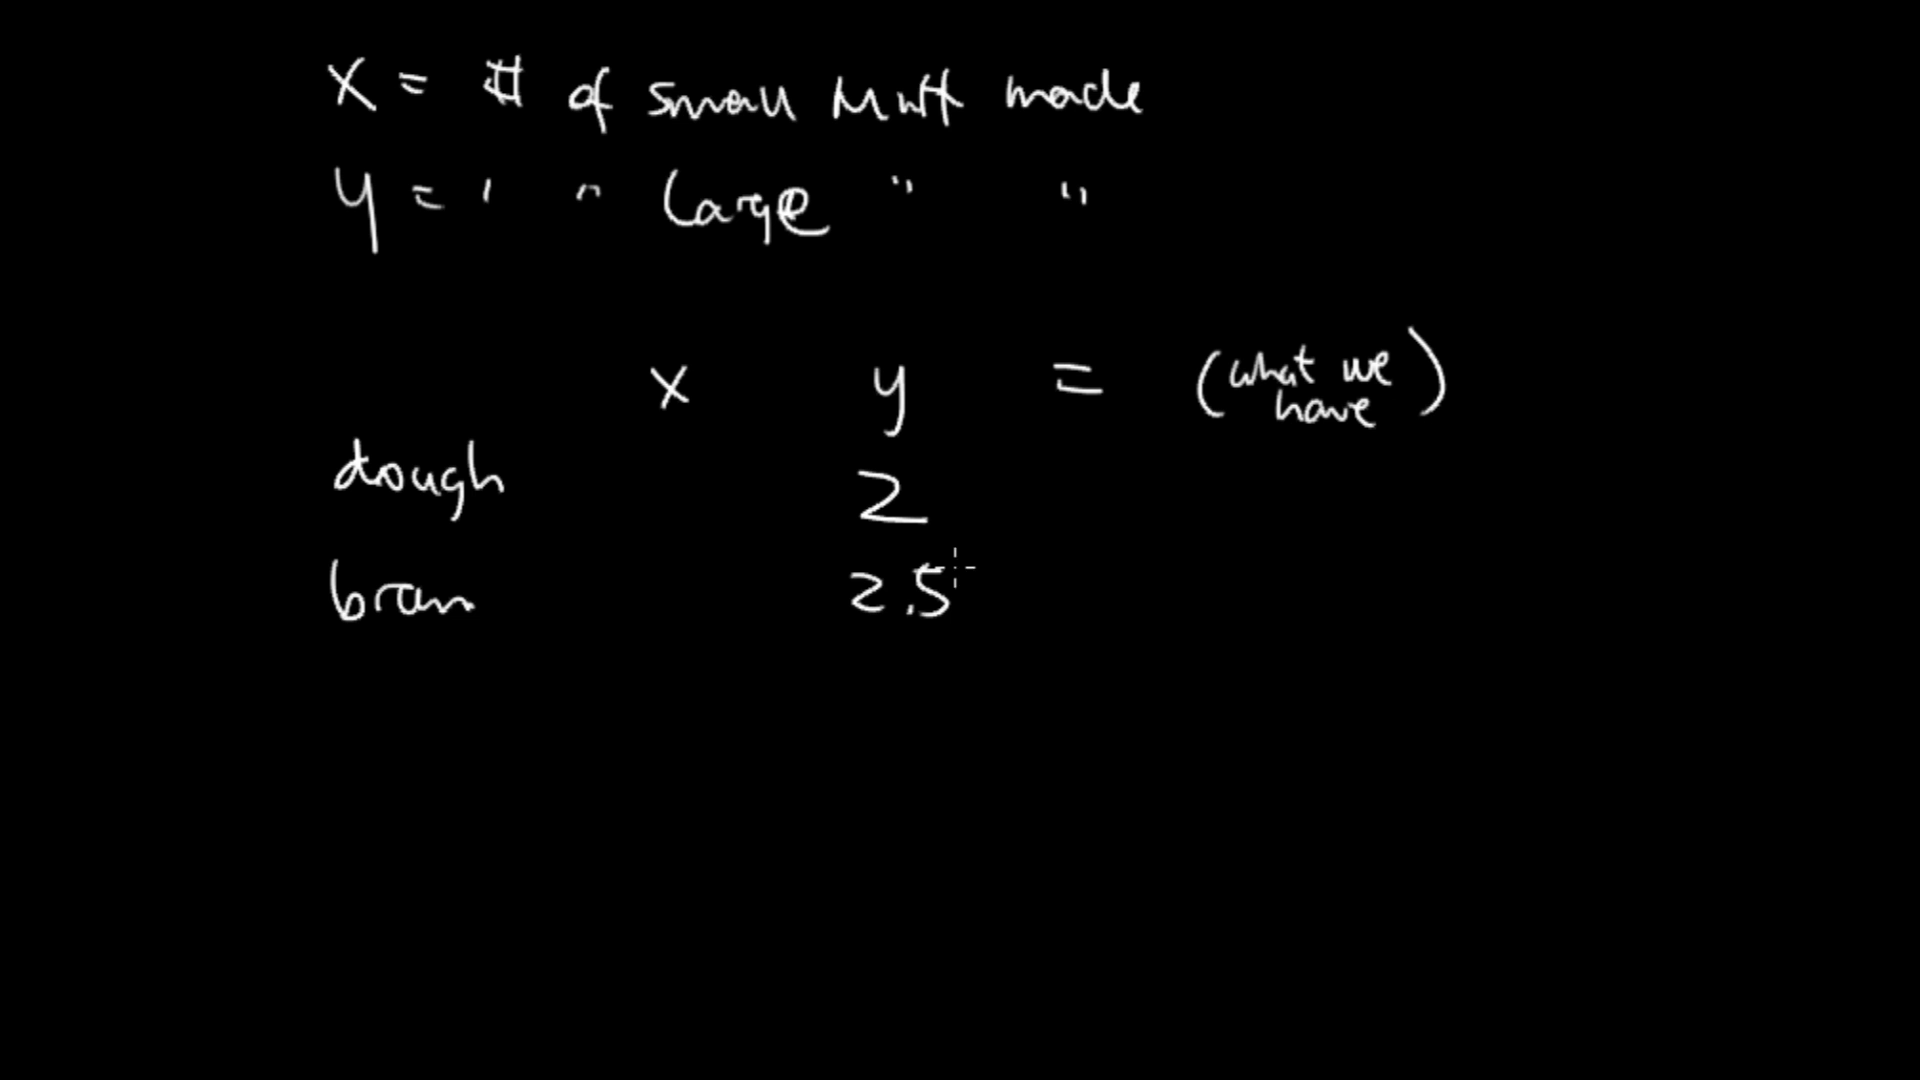 x = # of small Muff made
y = " " Large " "
x y = (what we have)
dough 2
bran 2.5